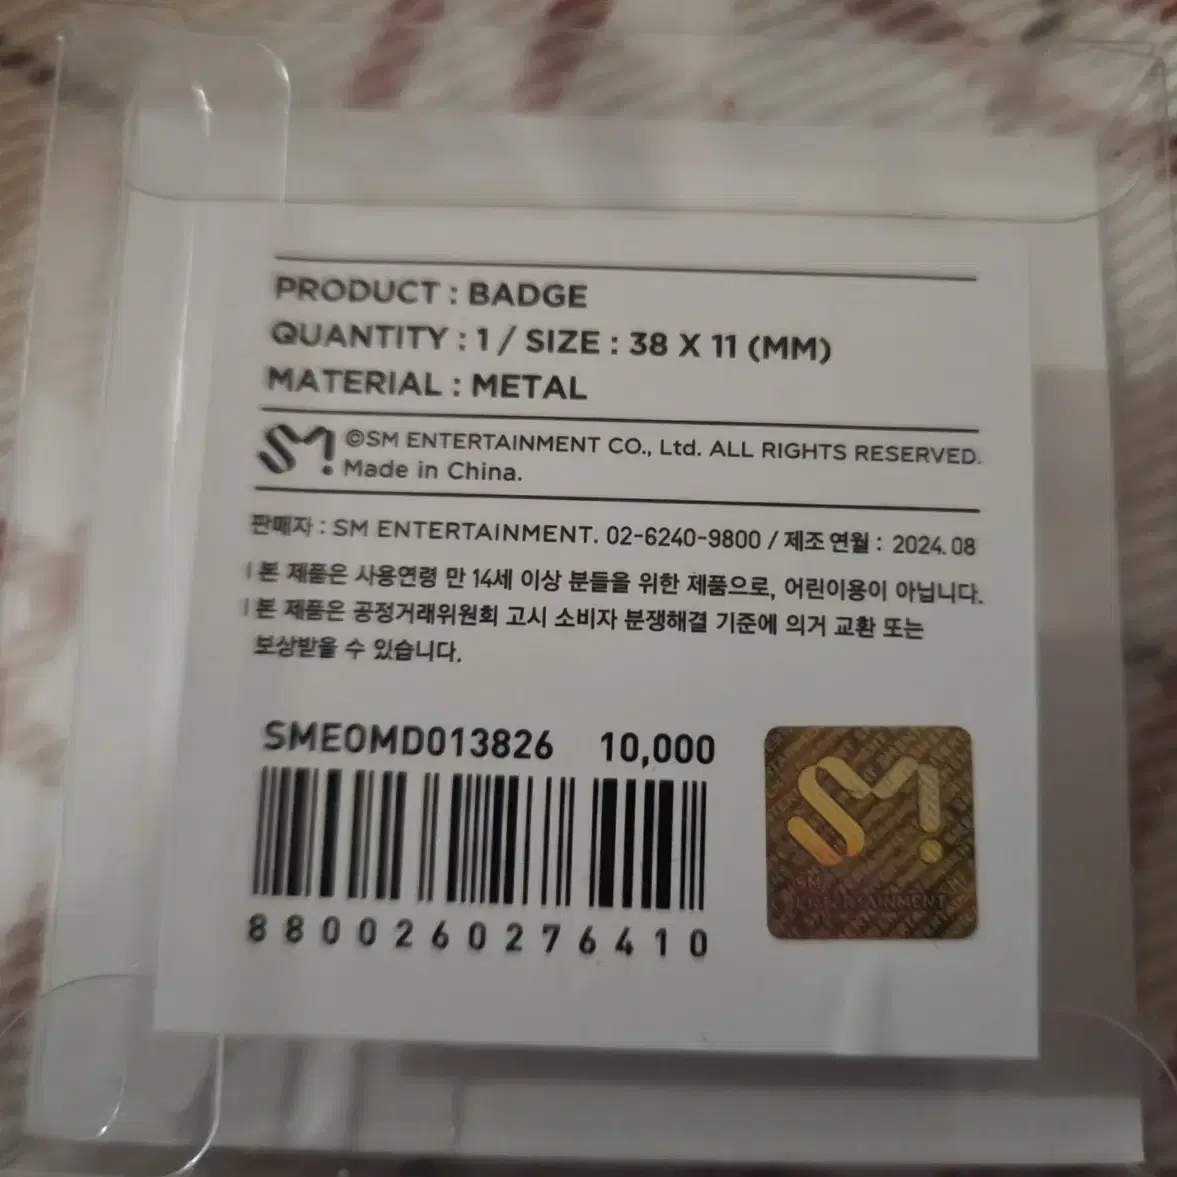 PRODUCT : BADGE
QUANTITY : 1 / SIZE : 38 X 11 (MM)
MATERIAL : METAL
SM ©SM ENTERTAINMENT CO., Ltd. ALL RIGHTS RESERVED.
Made in China.
판매자 : SM ENTERTAINMENT. 02-6240-9800 / 제조연월 : 2024. 08
본 제품은 사용연령 만 14세 이상 분들을 위한 제품으로, 어린이용이 아닙니다.
본 제품은 공정거래위원회 고시 소비자 분쟁해결 기준에 의거 교환 또는
보상받을 수 있습니다.
SMEOMD013826 10,000
8800260276410
SM
SM
ENTERTAINMENT